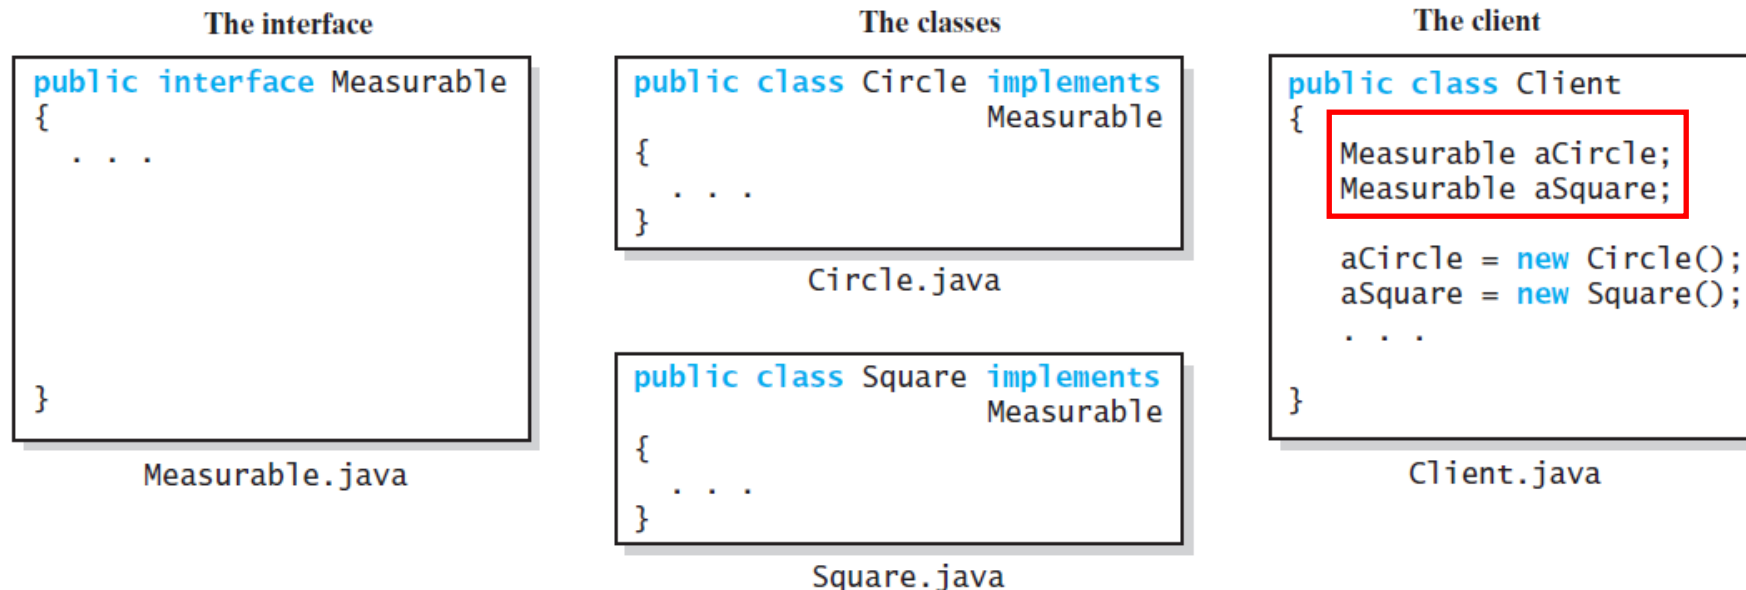 The interface
public interface Measurable
{
. . .
}
Measurable.java
The classes
public class Circle implements
Measurable
{
. . .
}
Circle.java
public class Square implements
Measurable
{
. . .
}
Square.java
The client
public class Client
{
Measurable aCircle;
Measurable aSquare;
aCircle = new Circle();
aSquare = new Square();
. . .
}
Client.java